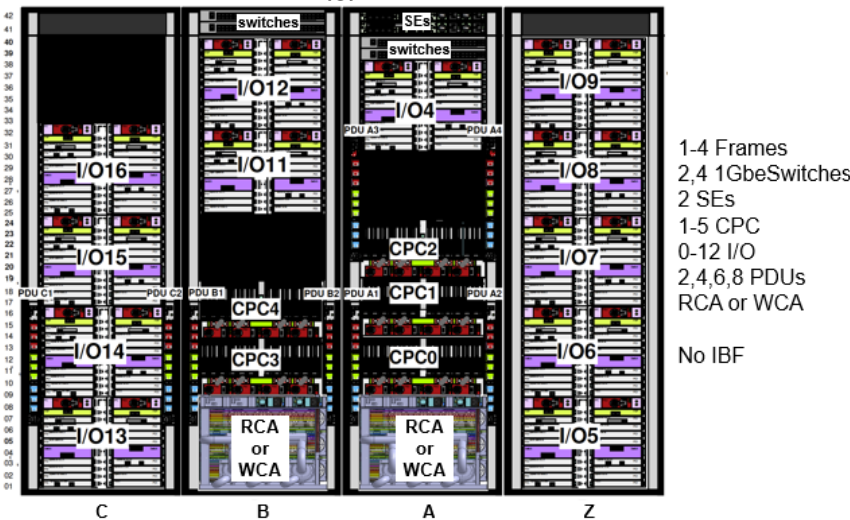 switches
SEs
switches
I/O12
I/O4
I/O9
PDU A3
PDU A4
I/O16
I/O11
I/O8
1-4 Frames
2,4 1GbeSwitches
2 SEs
1-5 CPC
0-12 I/O
2,4,6,8 PDUs
RCA or WCA
No IBF
I/O15
CPC2
I/O7
PDU C1
PDU C2
PDU B1
PDU B2
PDU A1
CPC1
PDU A2
CPC4
I/O14
CPC3
CPC0
I/O6
I/O13
RCA
or
WCA
RCA
or
WCA
I/O5
42
41
40
39
38
37
36
35
34
33
32
31
30
29
28
27
26
25
24
23
22
21
20
19
18
17
16
15
14
13
12
11
10
09
08
07
06
05
04
03
02
01
C
B
A
Z